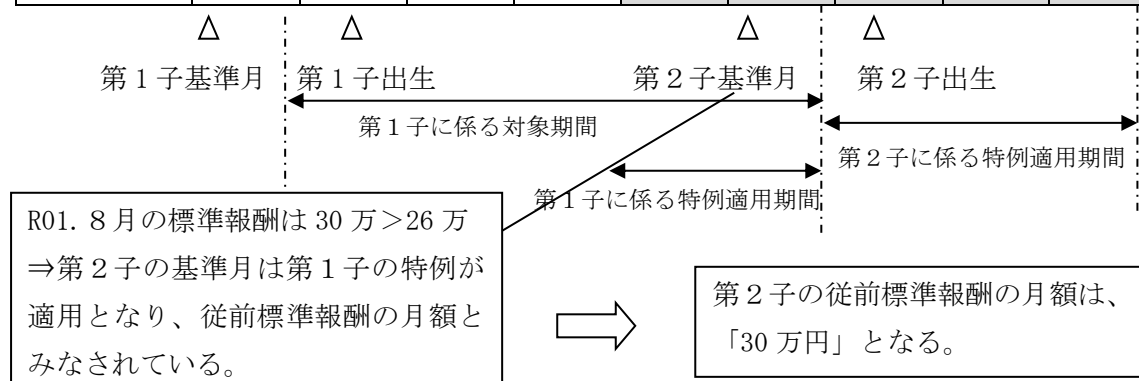 △ △ △ △
第1子基準月 第1子出生 第2子基準月 第2子出生
第1子に係る対象期間
第2子に係る特例適用期間
第1子に係る特例適用期間
R01.８月の標準報酬は 30 万＞26 万
⇒第２子の基準月は第１子の特例が
適用となり、従前標準報酬の月額と
みなされている。
第２子の従前標準報酬の月額は、
「30 万円」となる。